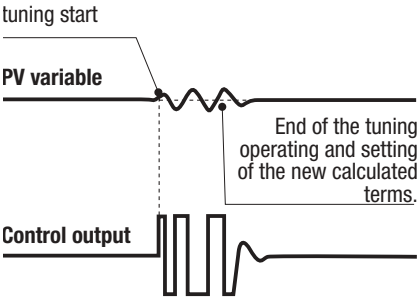 tuning start
PV variable
End of the tuning
operating and setting
of the new calculated
terms.
Control output